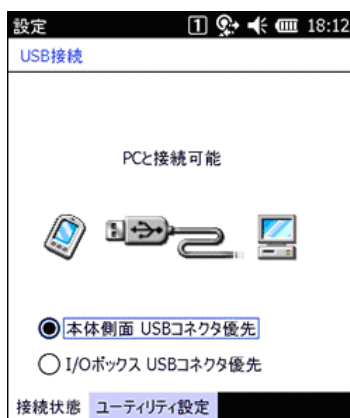 設定 1 18:12
USB接続
PCと接続可能
本体側面 USBコネクタ優先
I/Oボックス USBコネクタ優先
接続状態 ユーティリティ設定